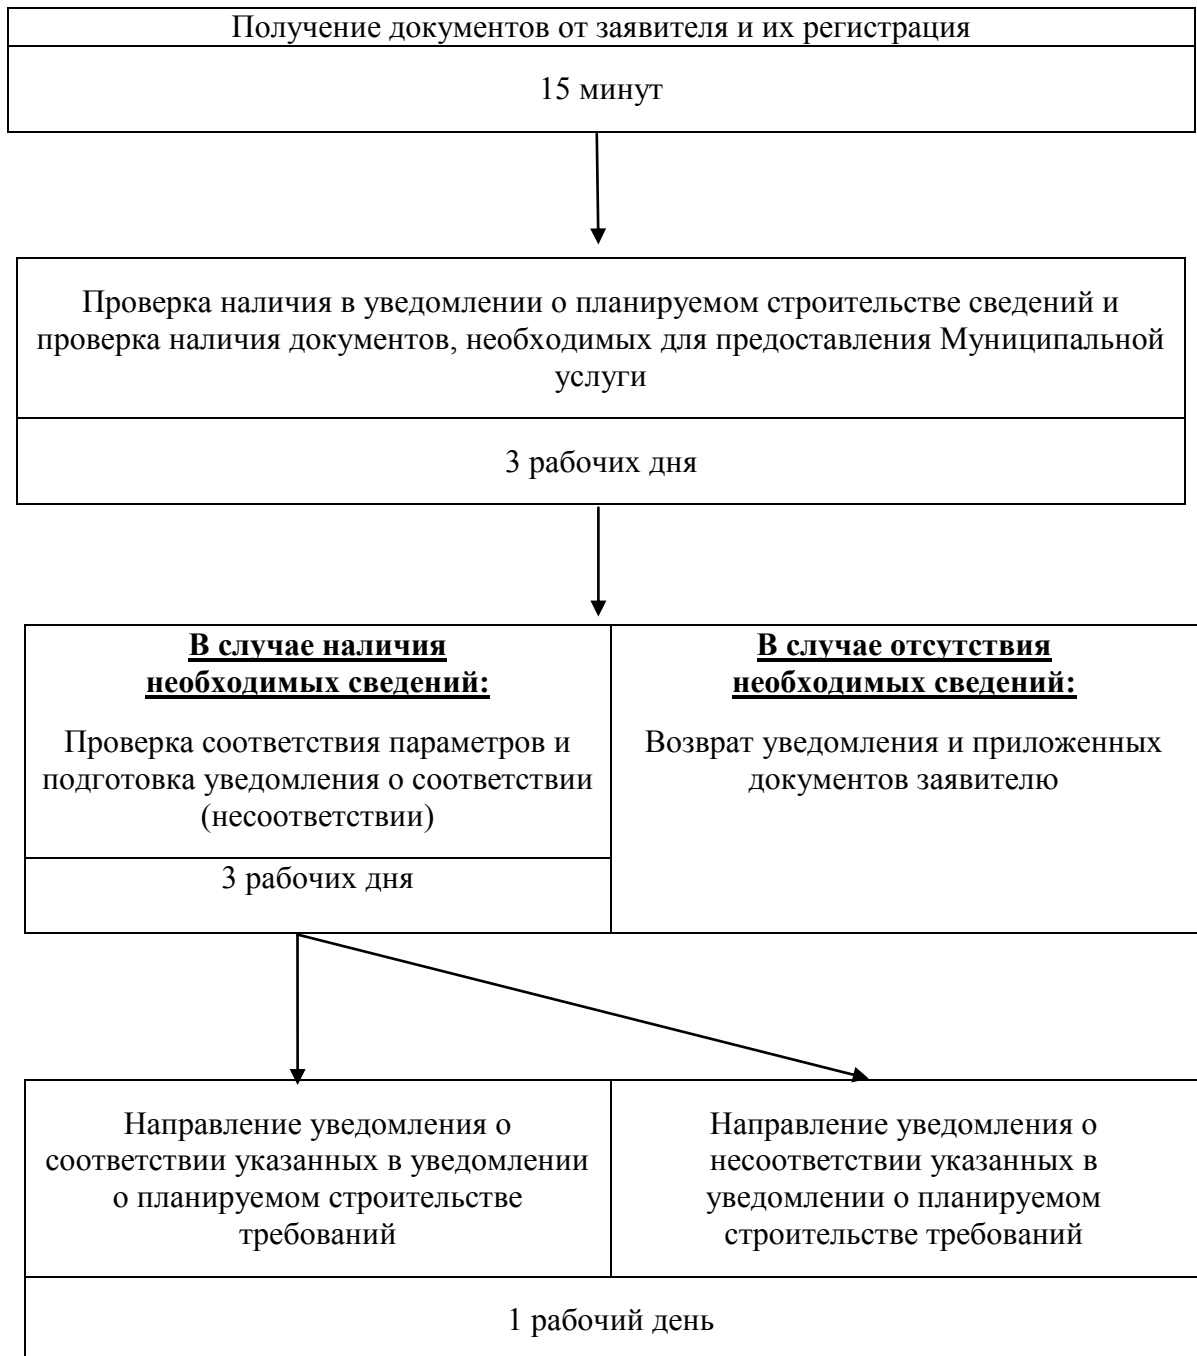 Получение документов от заявителя и их регистрация
15 минут
Проверка наличия в уведомлении о планируемом строительстве сведений и
проверка наличия документов, необходимых для предоставления Муниципальной
услуги
3 рабочих дня
В случае наличия
необходимых сведений:
Проверка соответствия параметров и
подготовка уведомления о соответствии
(несоответствии)
3 рабочих дня
В случае отсутствия
необходимых сведений:
Возврат уведомления и приложенных
документов заявителю
Направление уведомления о
соответствии указанных в уведомлении
о планируемом строительстве
требований
Направление уведомления о
несоответствии указанных в
уведомлении о планируемом
строительстве требований
1 рабочий день